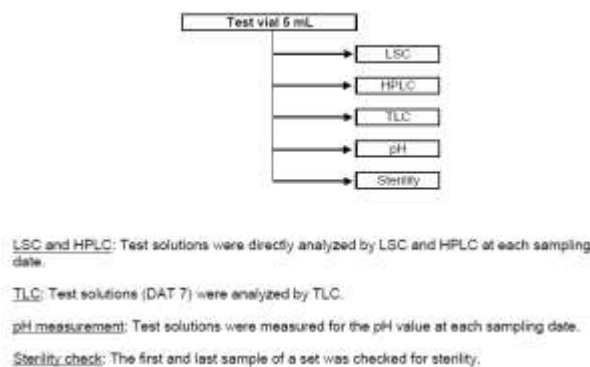 Test vial 5 mL
LSC
HPLC
TLC
pH
Sterility
LSC and HPLC: Test solutions were directly analyzed by LSC and HPLC at each sampling
date.
TLC: Test solutions (DAT 7) were analyzed by TLC.
pH measurement: Test solutions were measured for the pH value at each sampling date.
Sterility check: The first and last sample of a set was checked for sterility.